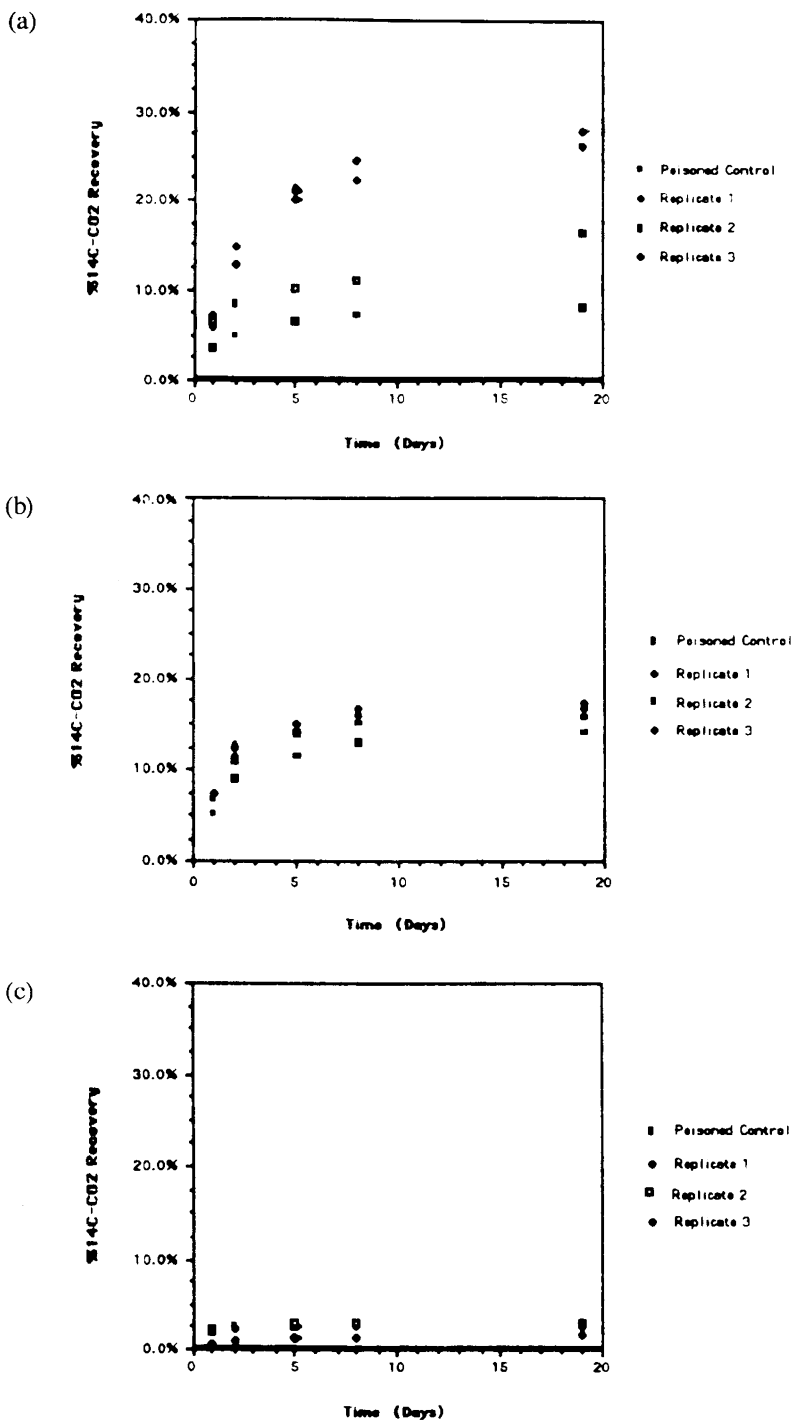 (a)
40.0%
30.0%
20.0%
10.0%
0.0%
%14C-CO2 Recovery
0 5 10 15 20
Time (Days)
Poisoned Control
Replicate 1
Replicate 2
Replicate 3
(b)
40.0%
30.0%
20.0%
10.0%
0.0%
%14C-CO2 Recovery
0 5 10 15 20
Time (Days)
Poisoned Control
Replicate 1
Replicate 2
Replicate 3
(c)
40.0%
30.0%
20.0%
10.0%
0.0%
%14C-CO2 Recovery
0 5 10 15 20
Time (Days)
Poisoned Control
Replicate 1
Replicate 2
Replicate 3